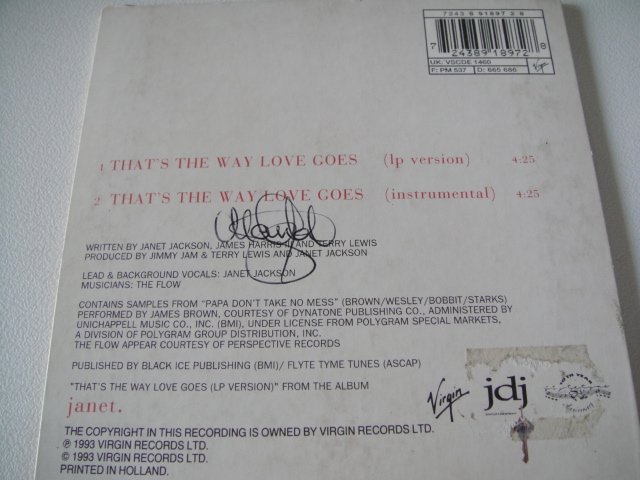 7243 8 91897 2 8
7 24389 18972 8
UK: VSCDE 1460
F: PM 537 D: 665 686
1 THAT'S THE WAY LOVE GOES (lp version) 4:25
2 THAT'S THE WAY LOVE GOES (instrumental) 4:25
WRITTEN BY JANET JACKSON, JAMES HARRIS III AND TERRY LEWIS
PRODUCED BY JIMMY JAM & TERRY LEWIS AND JANET JACKSON
LEAD & BACKGROUND VOCALS: JANET JACKSON
MUSICIANS: THE FLOW
CONTAINS SAMPLES FROM "PAPA DON'T TAKE NO MESS" (BROWN/WESLEY/BOBBIT/STARKS)
PERFORMED BY JAMES BROWN, COURTESY OF DYNATONE PUBLISHING CO., ADMINISTERED BY
UNICHAPPELL MUSIC CO., INC. (BMI), UNDER LICENSE FROM POLYGRAM SPECIAL MARKETS,
A DIVISION OF POLYGRAM GROUP DISTRIBUTION, INC.
THE FLOW APPEAR COURTESY OF PERSPECTIVE RECORDS
PUBLISHED BY BLACK ICE PUBLISHING (BMI)/ FLYTE TYME TUNES (ASCAP)
"THAT'S THE WAY LOVE GOES (LP VERSION)" FROM THE ALBUM
janet.
Virgin
jdj
THE COPYRIGHT IN THIS RECORDING IS OWNED BY VIRGIN RECORDS LTD.
℗ 1993 VIRGIN RECORDS LTD.
© 1993 VIRGIN RECORDS LTD.
PRINTED IN HOLLAND.